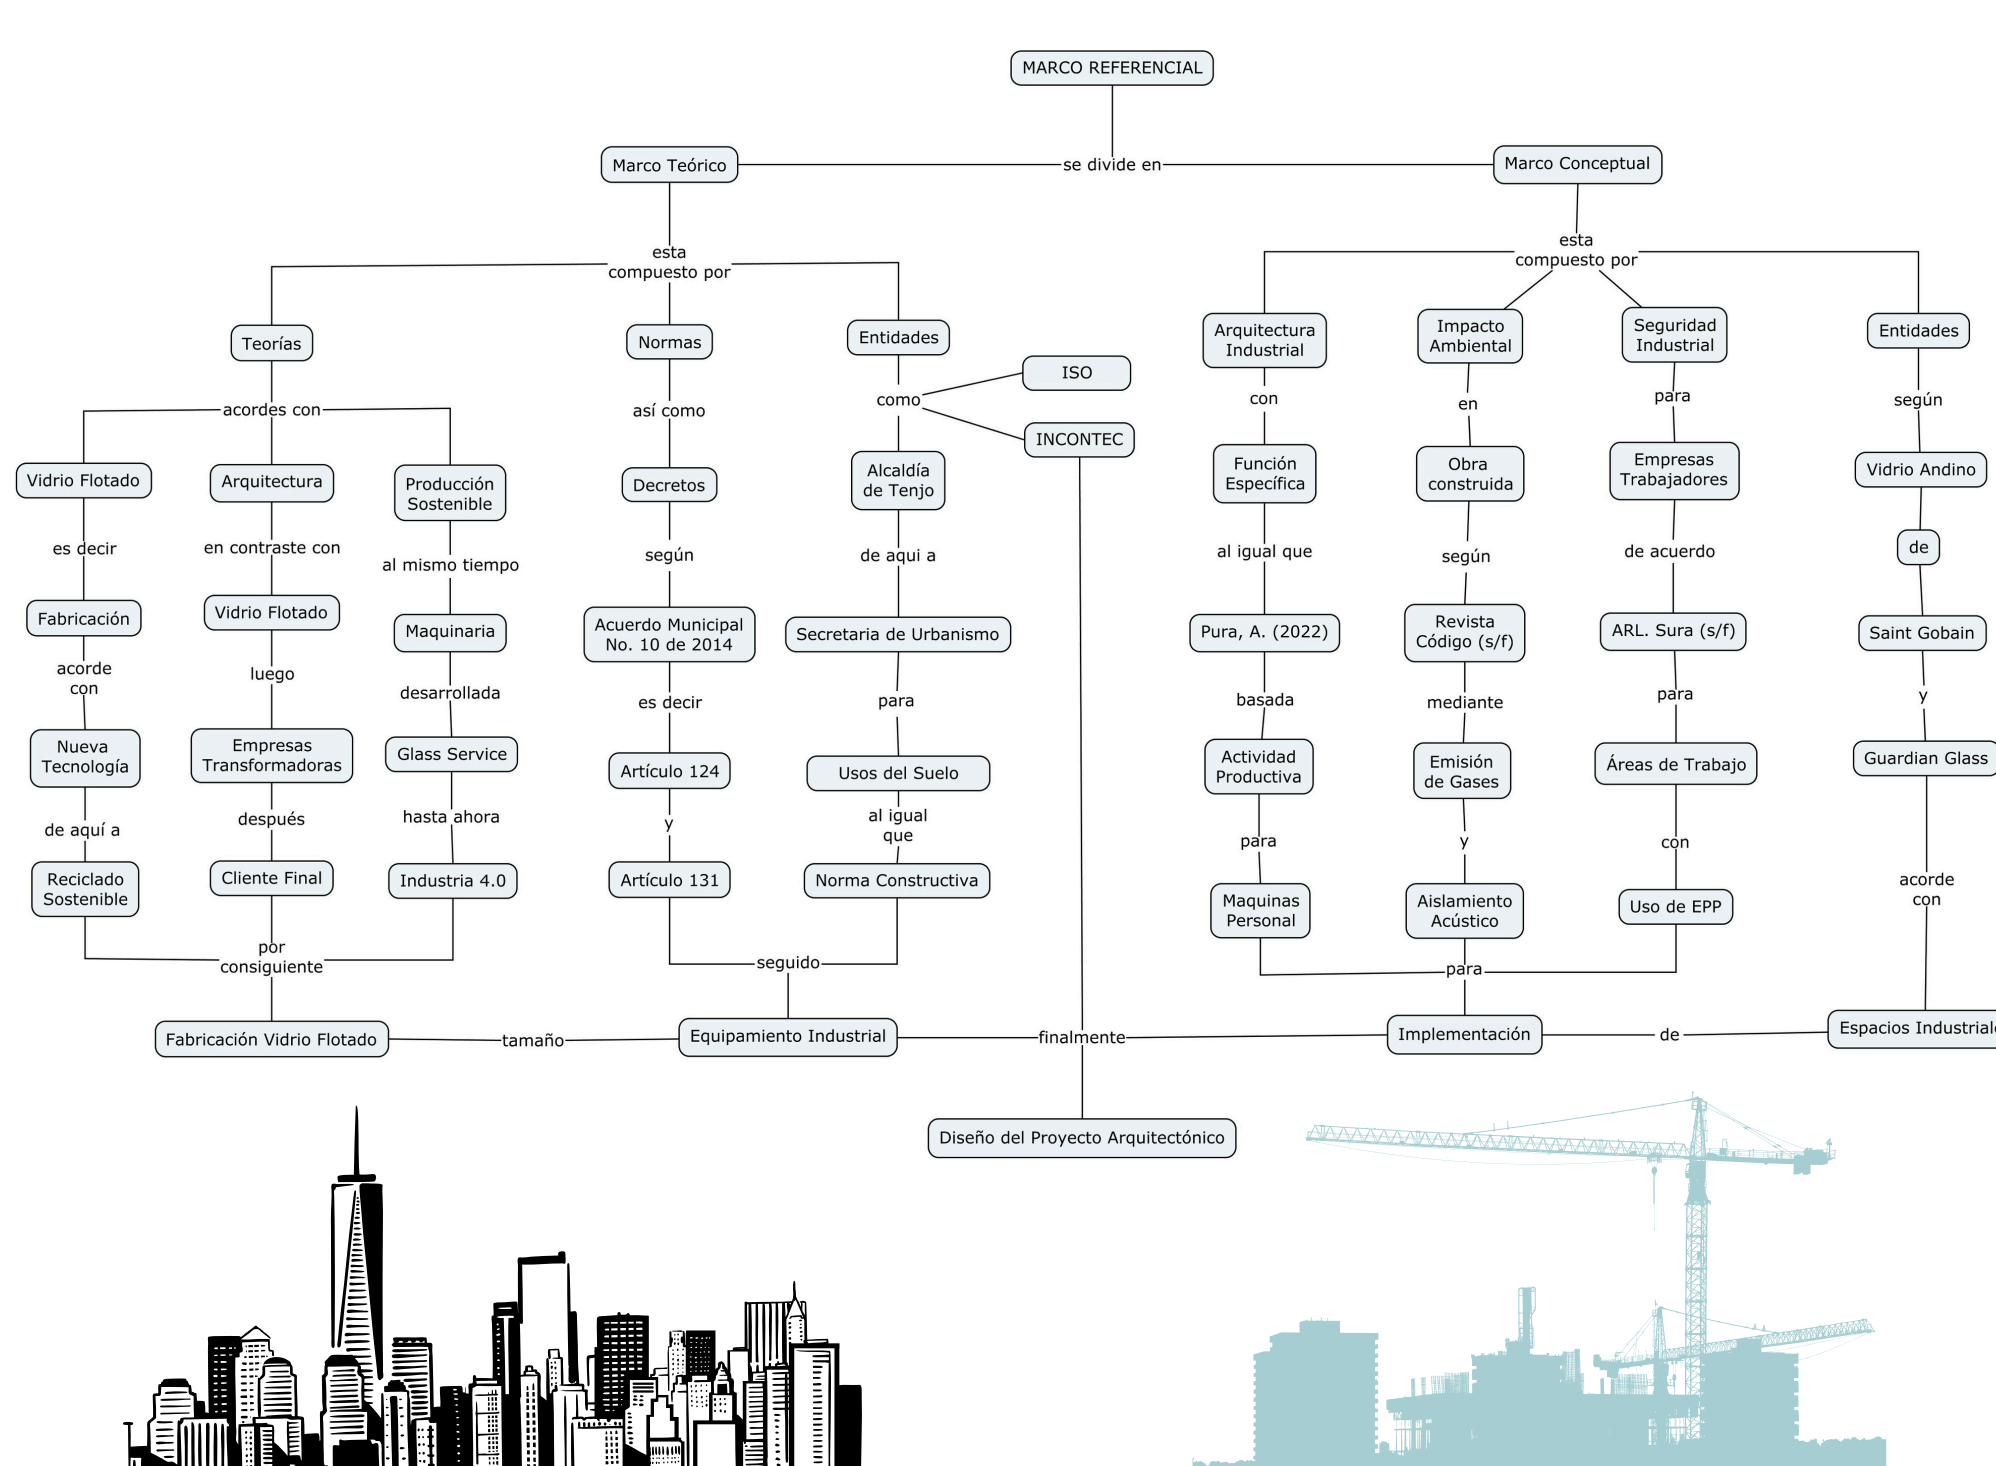 MARCO REFERENCIAL
Marco Teórico
se divide en
Marco Conceptual
esta
compuesto por
esta
compuesto por
Teorías
Normas
Entidades
Arquitectura
Industrial
Impacto
Ambiental
Seguridad
Industrial
Entidades
ISO
como
INCONTEC
acordes con
así como
con
en
para
según
Vidrio Flotado
Arquitectura
Producción
Sostenible
Decretos
Alcaldía
de Tenjo
Función
Específica
Obra
construida
Empresas
Trabajadores
Vidrio Andino
es decir
en contraste con
al mismo tiempo
según
de aqui a
al igual que
según
de acuerdo
de
Fabricación
Vidrio Flotado
Maquinaria
Acuerdo Municipal
No. 10 de 2014
Secretaria de Urbanismo
Pura, A. (2022)
Revista
Código (s/f)
ARL. Sura (s/f)
Saint Gobain
acorde
con
luego
desarrollada
es decir
para
basada
mediante
para
y
Nueva
Tecnología
Empresas
Transformadoras
Glass Service
Artículo 124
Usos del Suelo
Actividad
Productiva
Emisión
de Gases
Áreas de Trabajo
Guardian Glass
de aquí a
después
hasta ahora
y
al igual
que
para
y
con
acorde
con
Reciclado
Sostenible
Cliente Final
Industria 4.0
Artículo 131
Norma Constructiva
Maquinas
Personal
Aislamiento
Acústico
Uso de EPP
por
consiguiente
seguido
para
Fabricación Vidrio Flotado
tamaño
Equipamiento Industrial
finalmente
Implementación
de
Espacios
Diseño del Proyecto Arquitectónico